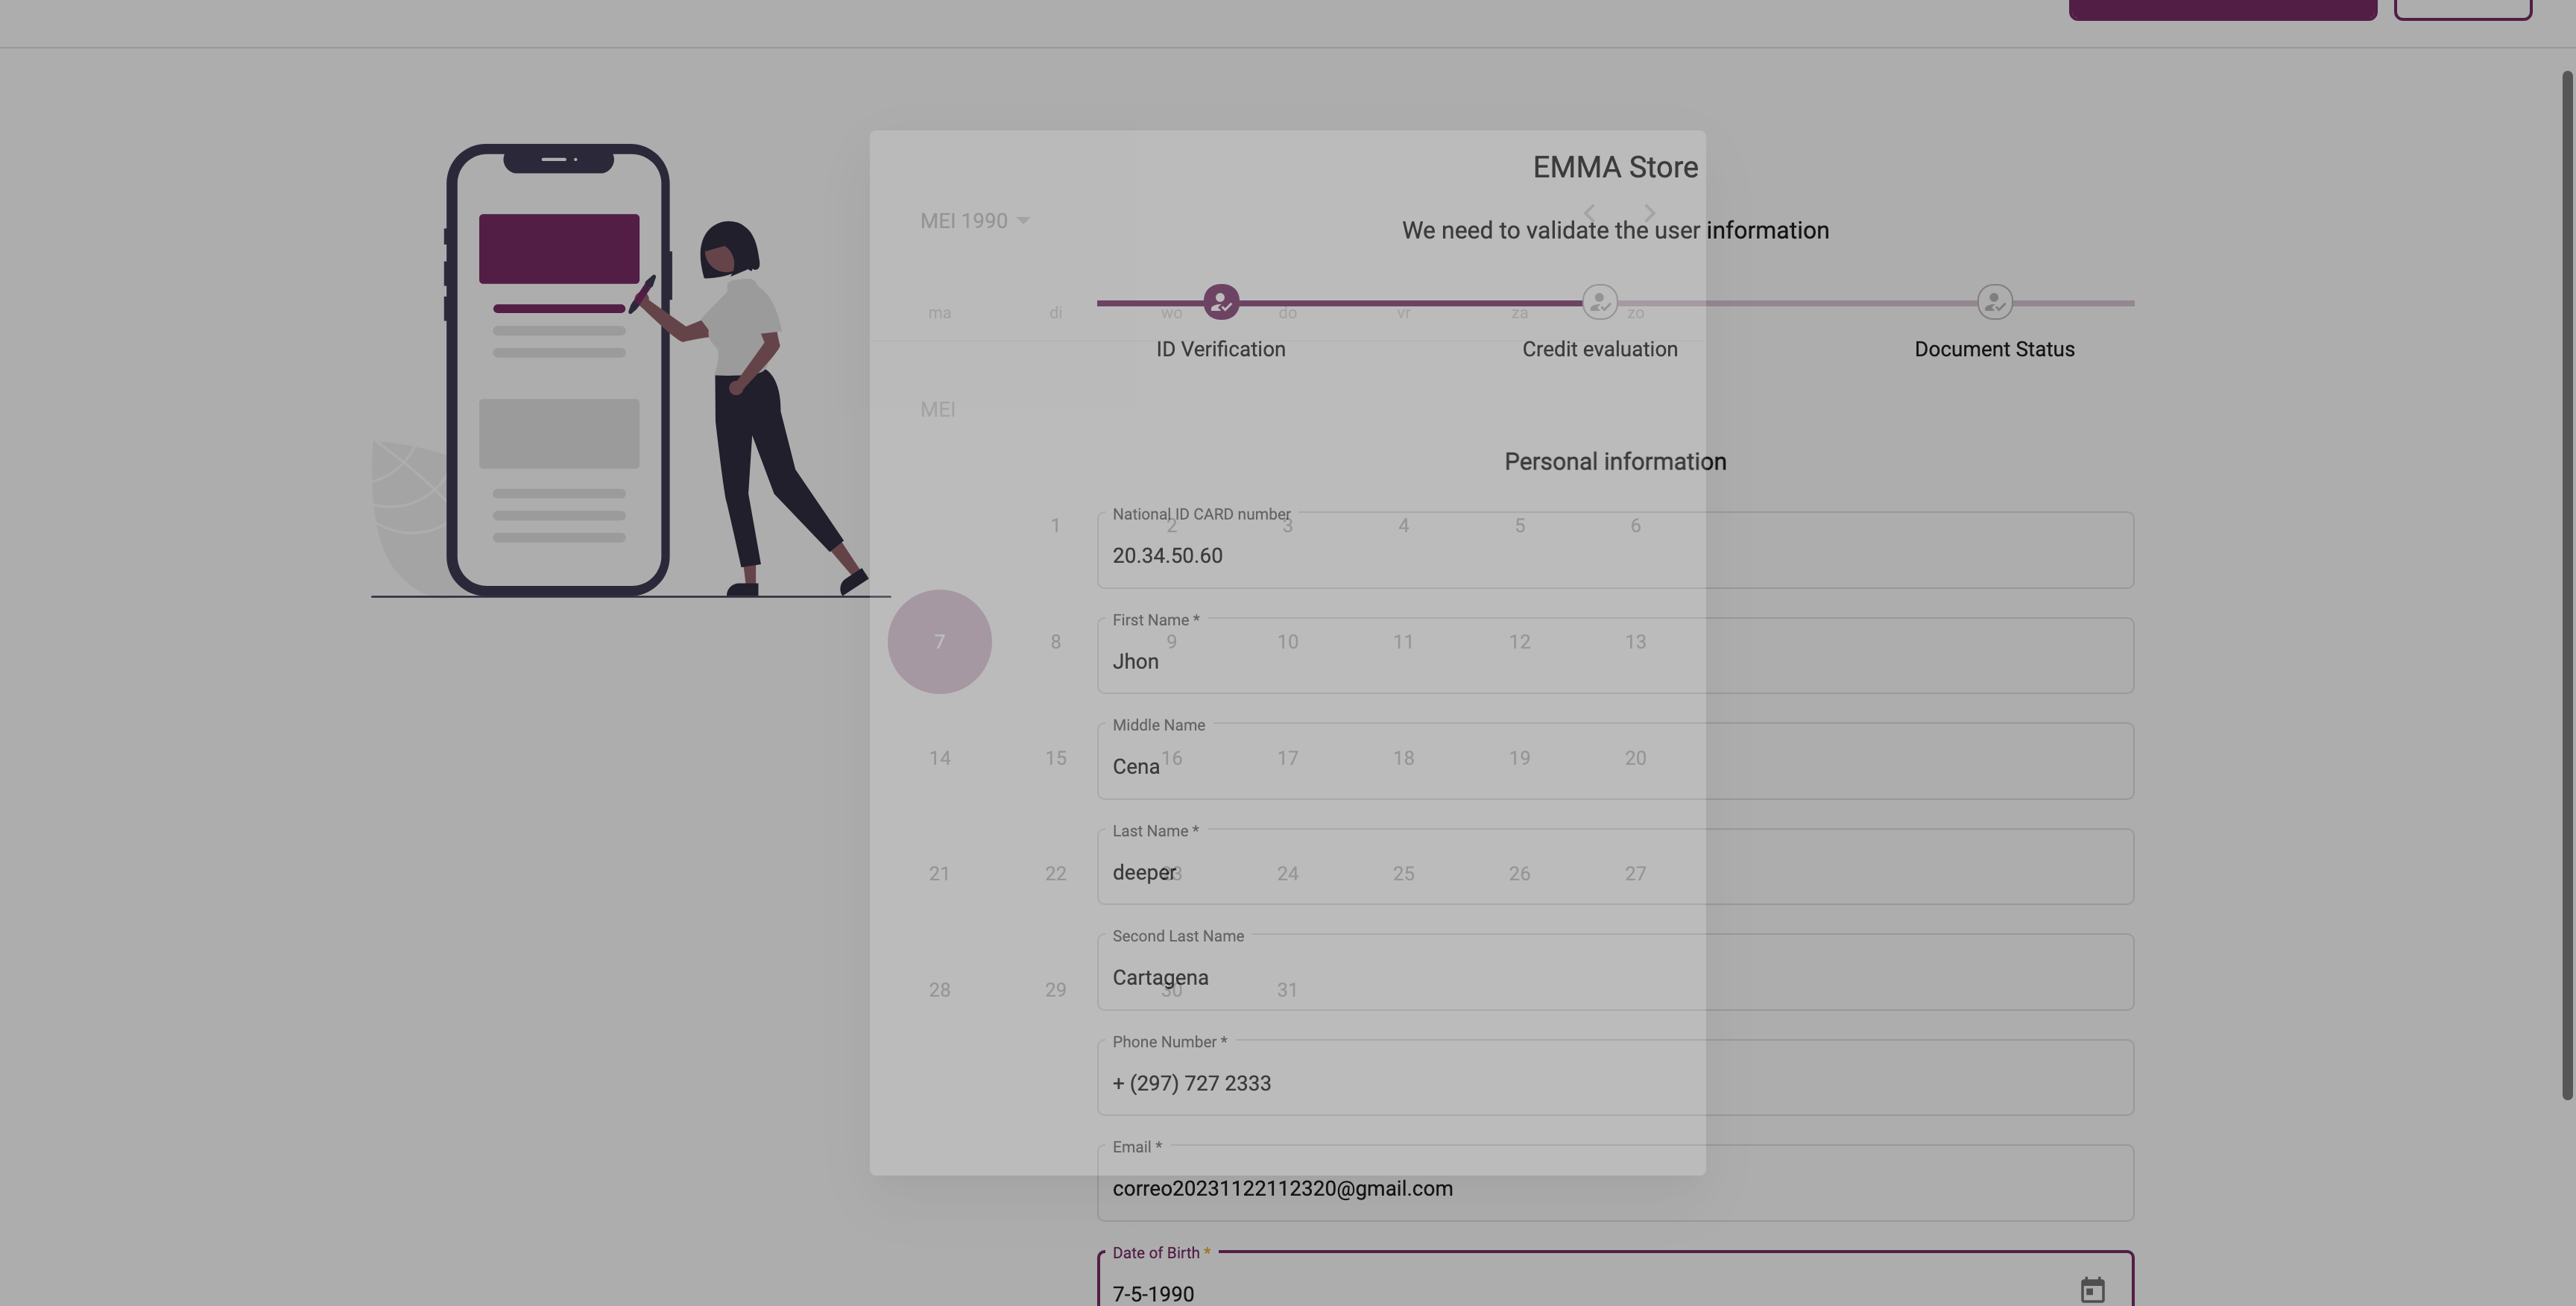 EMMA Store
MEI 1990
We need to validate the user information
ma di wo do vr za zo
ID Verification Credit evaluation Document Status
MEI
Personal information
National ID CARD number
1 2 3 4 5 6
20.34.50.60
First Name *
7 8 9 10 11 12 13
Jhon
Middle Name
14 15 16 17 18 19 20
Cena
Last Name *
21 22 23 24 25 26 27
deeper
Second Last Name
Cartagena
28 29 30 31
Phone Number *
+ (297) 727 2333
Email *
correo20231122112320@gmail.com
Date of Birth *
7-5-1990